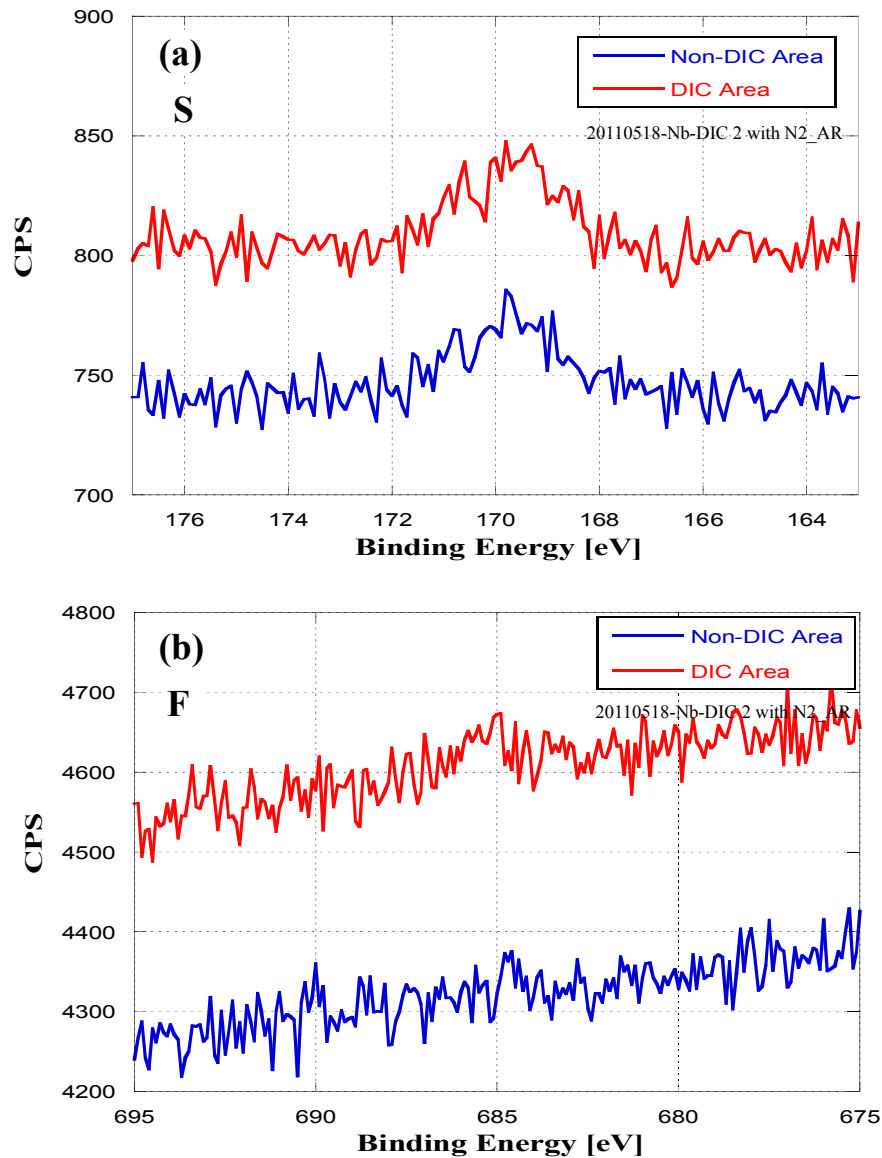 (a)
S
Non-DIC Area
DIC Area
20110518-Nb-DIC 2 with N2_AR
CPS
900
850
800
750
700
176 174 172 170 168 166 164
Binding Energy [eV]
(b)
F
Non-DIC Area
DIC Area
20110518-Nb-DIC 2 with N2_AR
CPS
4800
4700
4600
4500
4400
4300
4200
695 690 685 680 675
Binding Energy [eV]